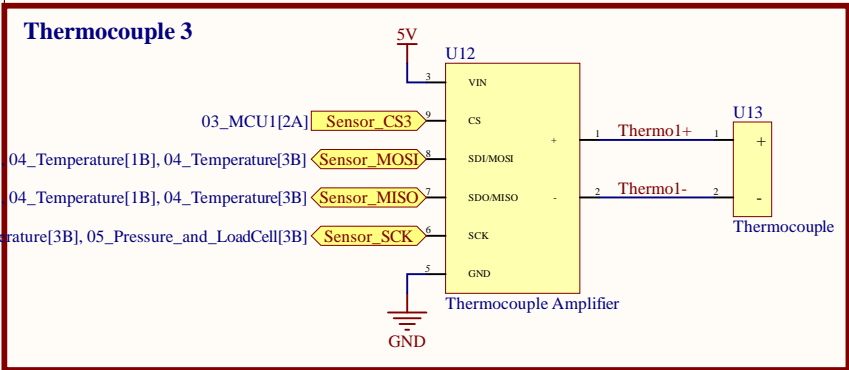 Thermocouple 3
5V
U12
3 VIN
03_MCU1[2A] Sensor_CS3 9 CS
U13
+ 1 Thermo1+ 1 +
04_Temperature[1B], 04_Temperature[3B] Sensor_MOSI 8 SDI/MOSI
04_Temperature[1B], 04_Temperature[3B] Sensor_MISO 7 SDO/MISO
- 2 Thermo1- 2 -
Thermocouple
erature[3B], 05_Pressure_and_LoadCell[3B] Sensor_SCK 6 SCK
5 GND
Thermocouple Amplifier
GND